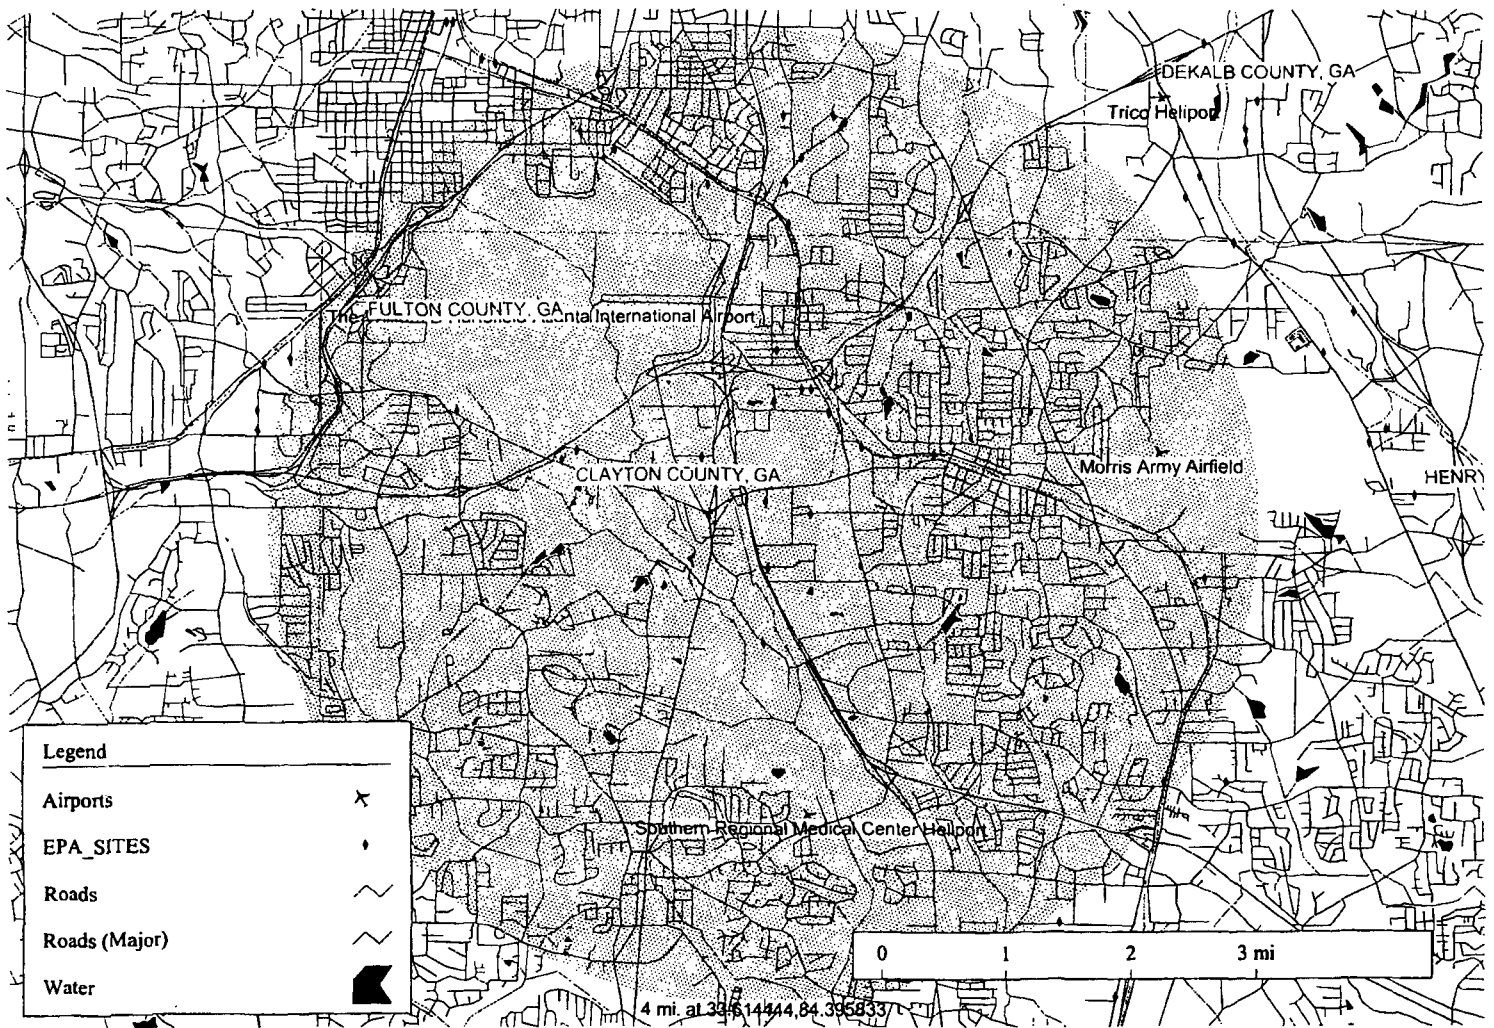 DEKALB COUNTY, GA
Trico Heliport
FULTON COUNTY, GA
The Atlanta International Airport
CLAYTON COUNTY, GA
Morris Army Airfield
HENRY
Legend
Airports
EPA_SITES
Roads
Roads (Major)
Water
Southern Regional Medical Center Heliport
0 1 2 3 mi
4 mi. at 33.614444,84.395833